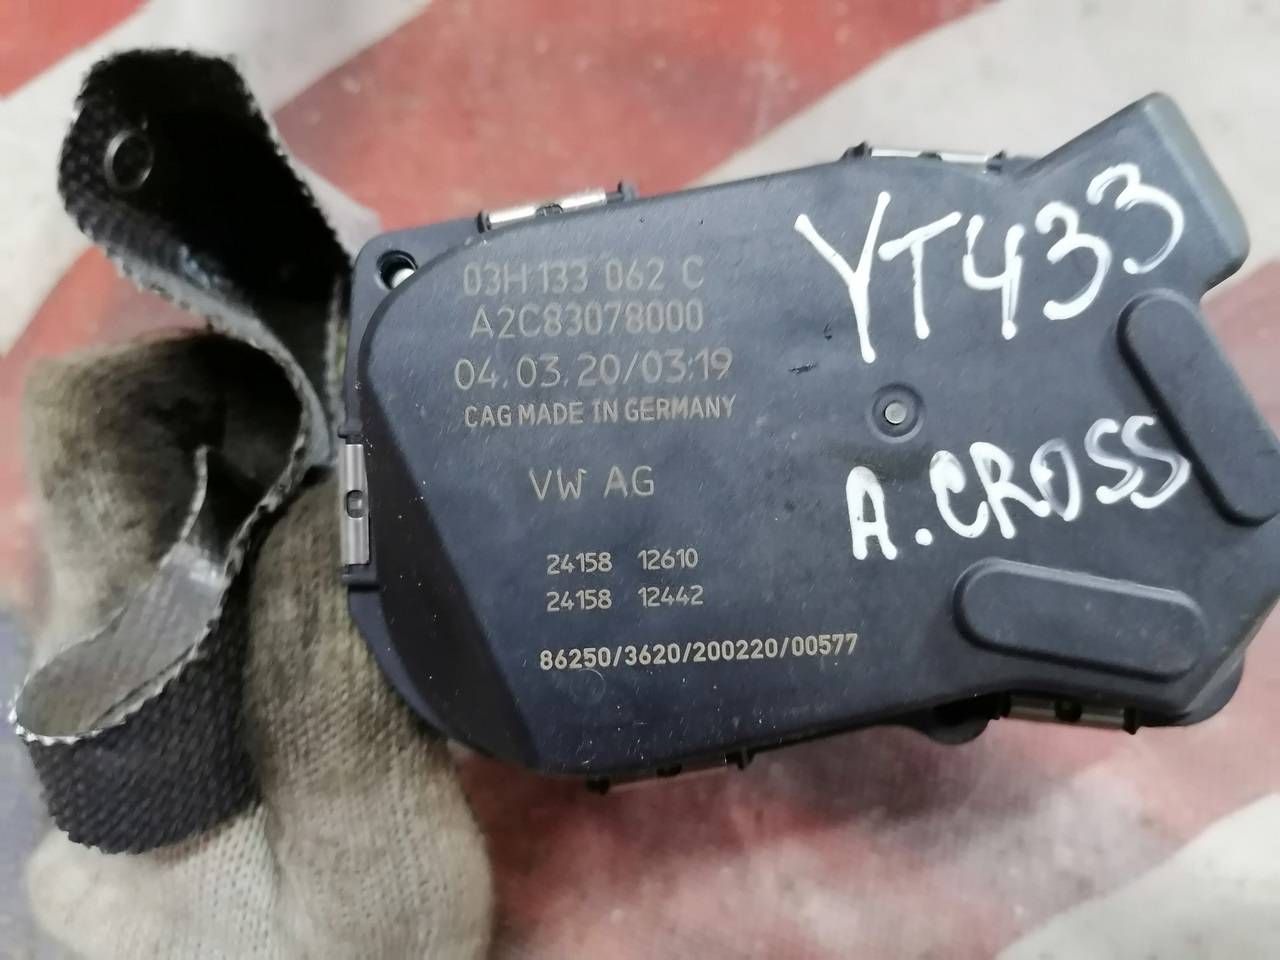 03H 133 062 C
A2C83078000
04.03.20/03:19
CAG MADE IN GERMANY
VW AG
24158 12610
24158 12442
86250/3620/200220/00577
YT433
A.CROSS